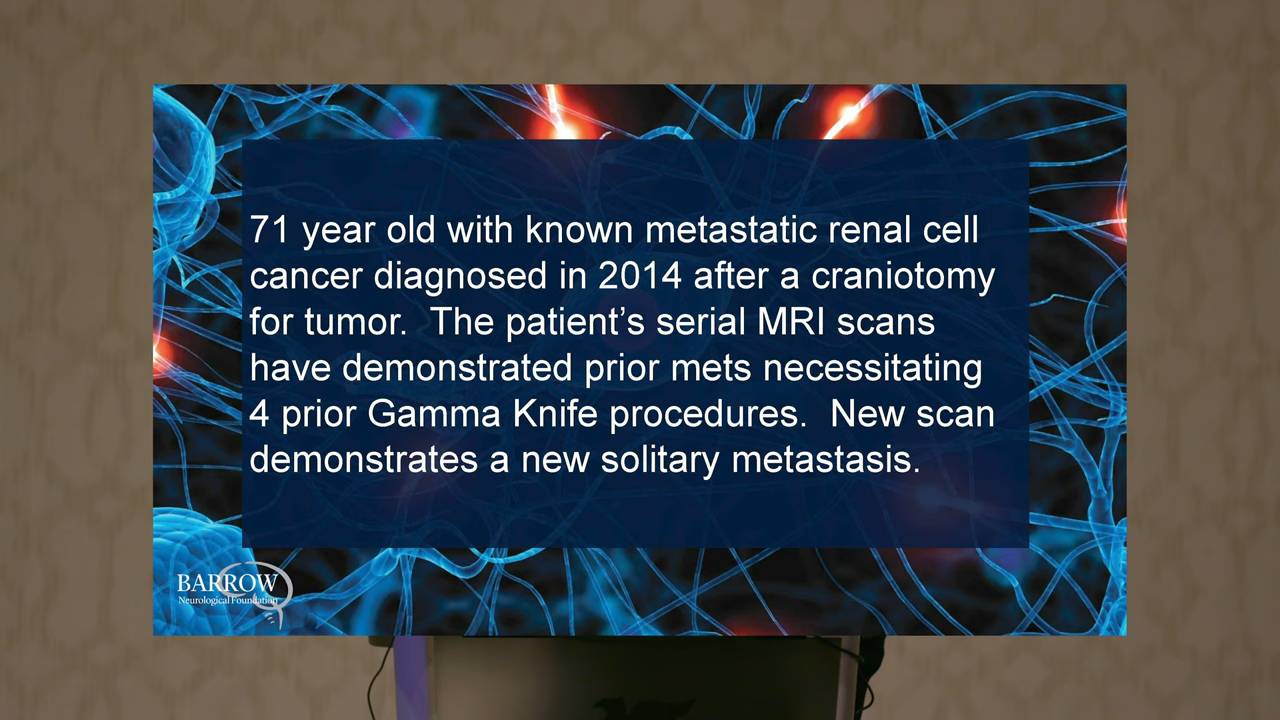 71 year old with known metastatic renal cell
cancer diagnosed in 2014 after a craniotomy
for tumor.  The patient’s serial MRI scans
have demonstrated prior mets necessitating
4 prior Gamma Knife procedures.  New scan
demonstrates a new solitary metastasis.
BARROW
Neurological Foundation